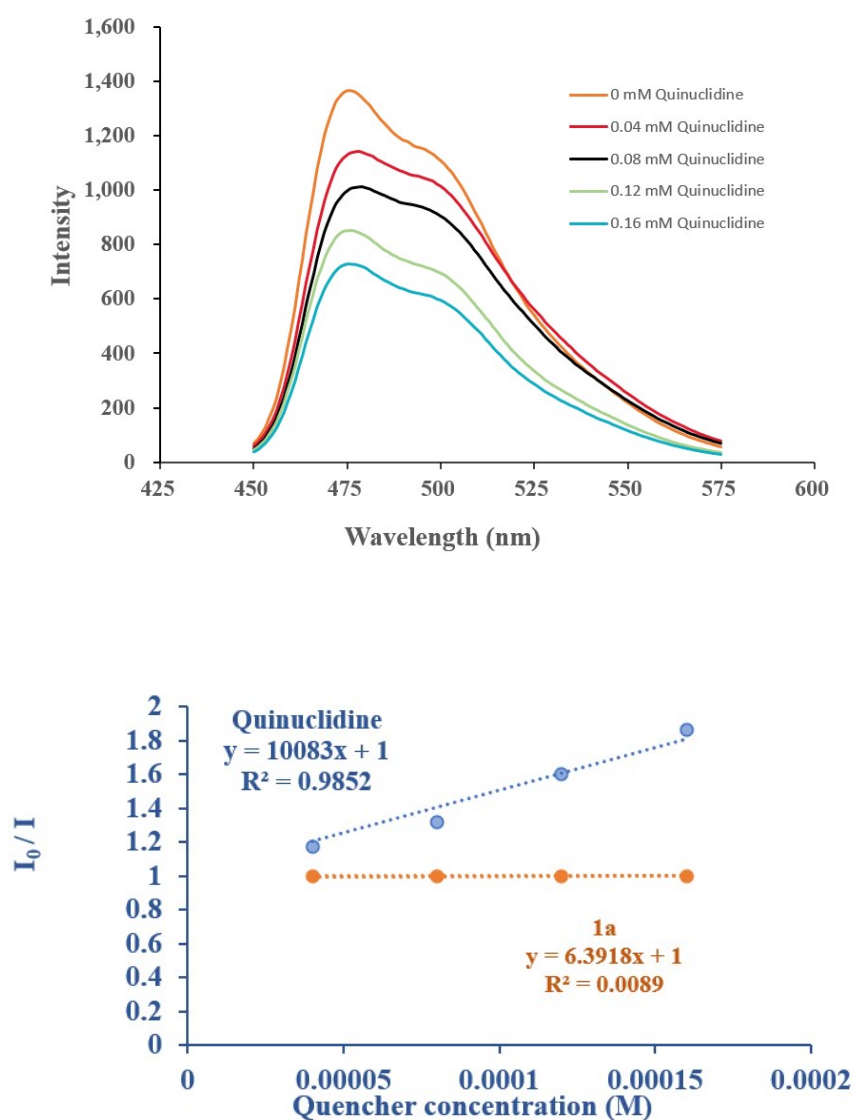 1,600
1,400
1,200
1,000
800
600
400
200
0
425 450 475 500 525 550 575 600
Intensity
Wavelength (nm)
0 mM Quinuclidine
0.04 mM Quinuclidine
0.08 mM Quinuclidine
0.12 mM Quinuclidine
0.16 mM Quinuclidine
2
1.8
1.6
1.4
1.2
1
0.8
0.6
0.4
0.2
0
I₀ / I
Quinuclidine
y = 10083x + 1
R² = 0.9852
1a
y = 6.3918x + 1
R² = 0.0089
0 0.00005 0.0001 0.00015 0.0002
Quencher concentration (M)